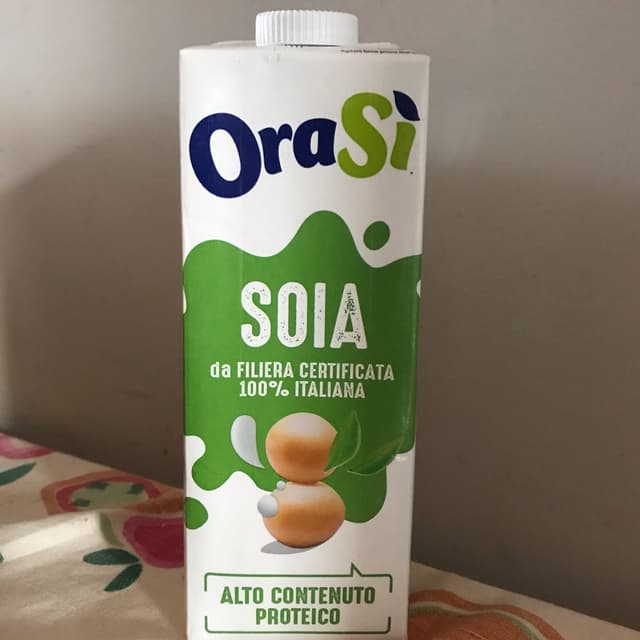 OraSì
SOIA
da FILIERA CERTIFICATA
100% ITALIANA
ALTO CONTENUTO
PROTEICO